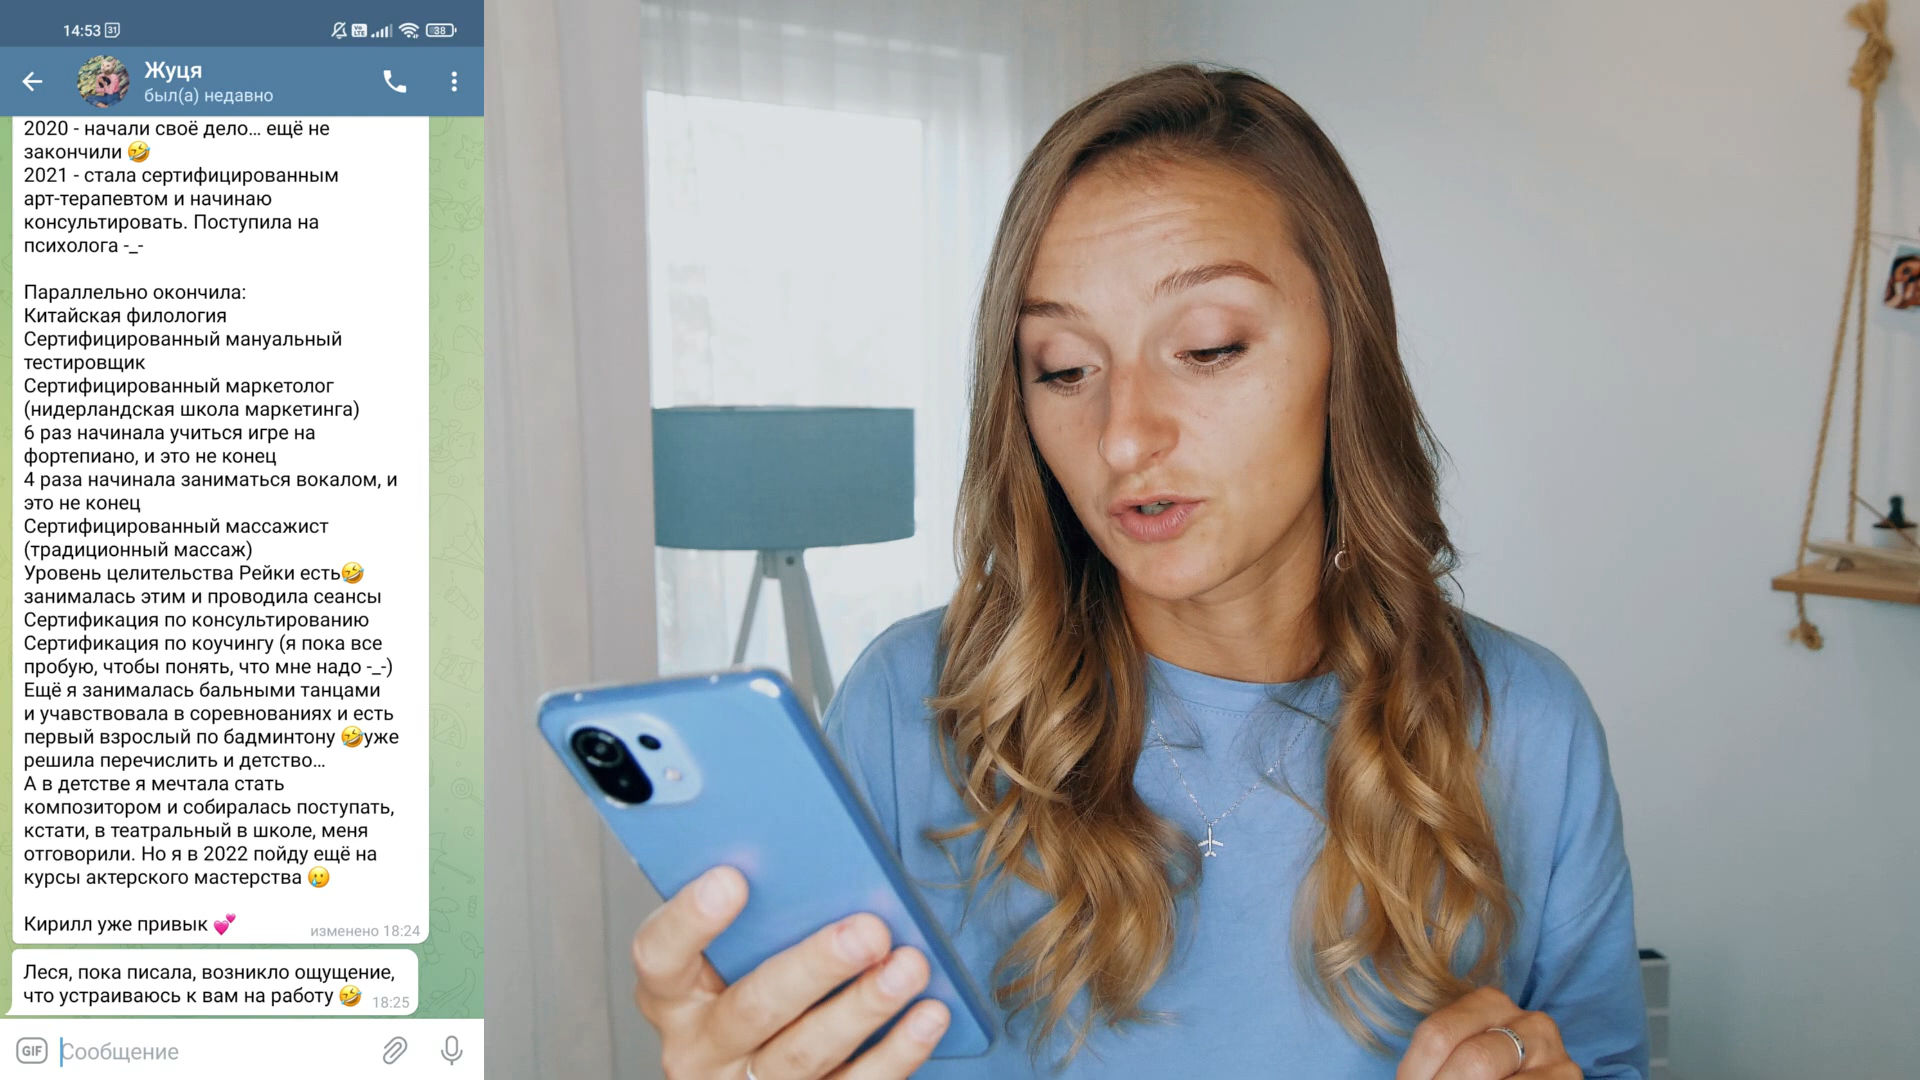 14:53 31
38
Жуця
был(а) недавно
2020 - начали своё дело... ещё не
закончили 🤣
2021 - стала сертифицированным
арт-терапевтом и начинаю
консультировать. Поступила на
психолога -_-
Параллельно окончила:
Китайская филология
Сертифицированный мануальный
тестировщик
Сертифицированный маркетолог
(нидерландская школа маркетинга)
6 раз начинала учиться игре на
фортепиано, и это не конец
4 раза начинала заниматься вокалом, и
это не конец
Сертифицированный массажист
(традиционный массаж)
Уровень целительства Рейки есть🤣
занималась этим и проводила сеансы
Сертификация по консультированию
Сертификация по коучингу (я пока все
пробую, чтобы понять, что мне надо -_-)
Ещё я занималась бальными танцами
и учавствовала в соревнованиях и есть
первый взрослый по бадминтону 🤣уже
решила перечислить и детство...
А в детстве я мечтала стать
композитором и собиралась поступать,
кстати, в театральный в школе, меня
отговорили. Но я в 2022 пойду ещё на
курсы актерского мастерства 🥲
Кирилл уже привык 💕
изменено 18:24
Леся, пока писала, возникло ощущение,
что устраиваюсь к вам на работу 🤣 18:25
GIF Сообщение